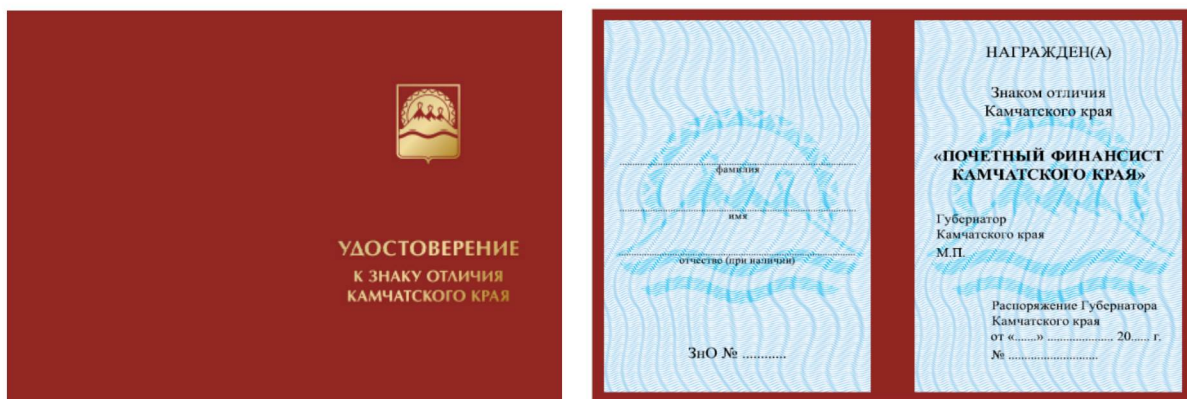 УДОСТОВЕРЕНИЕ
К ЗНАКУ ОТЛИЧИЯ
КАМЧАТСКОГО КРАЯ
фамилия
имя
отчество (при наличии)
ЗнО № ............
НАГРАЖДЕН(А)
Знаком отличия
Камчатского края
«ПОЧЕТНЫЙ ФИНАНСИСТ
КАМЧАТСКОГО КРАЯ»
Губернатор
Камчатского края
М.П.
Распоряжение Губернатора
Камчатского края
от «.......» ..................... 20...... г.
№ ............................